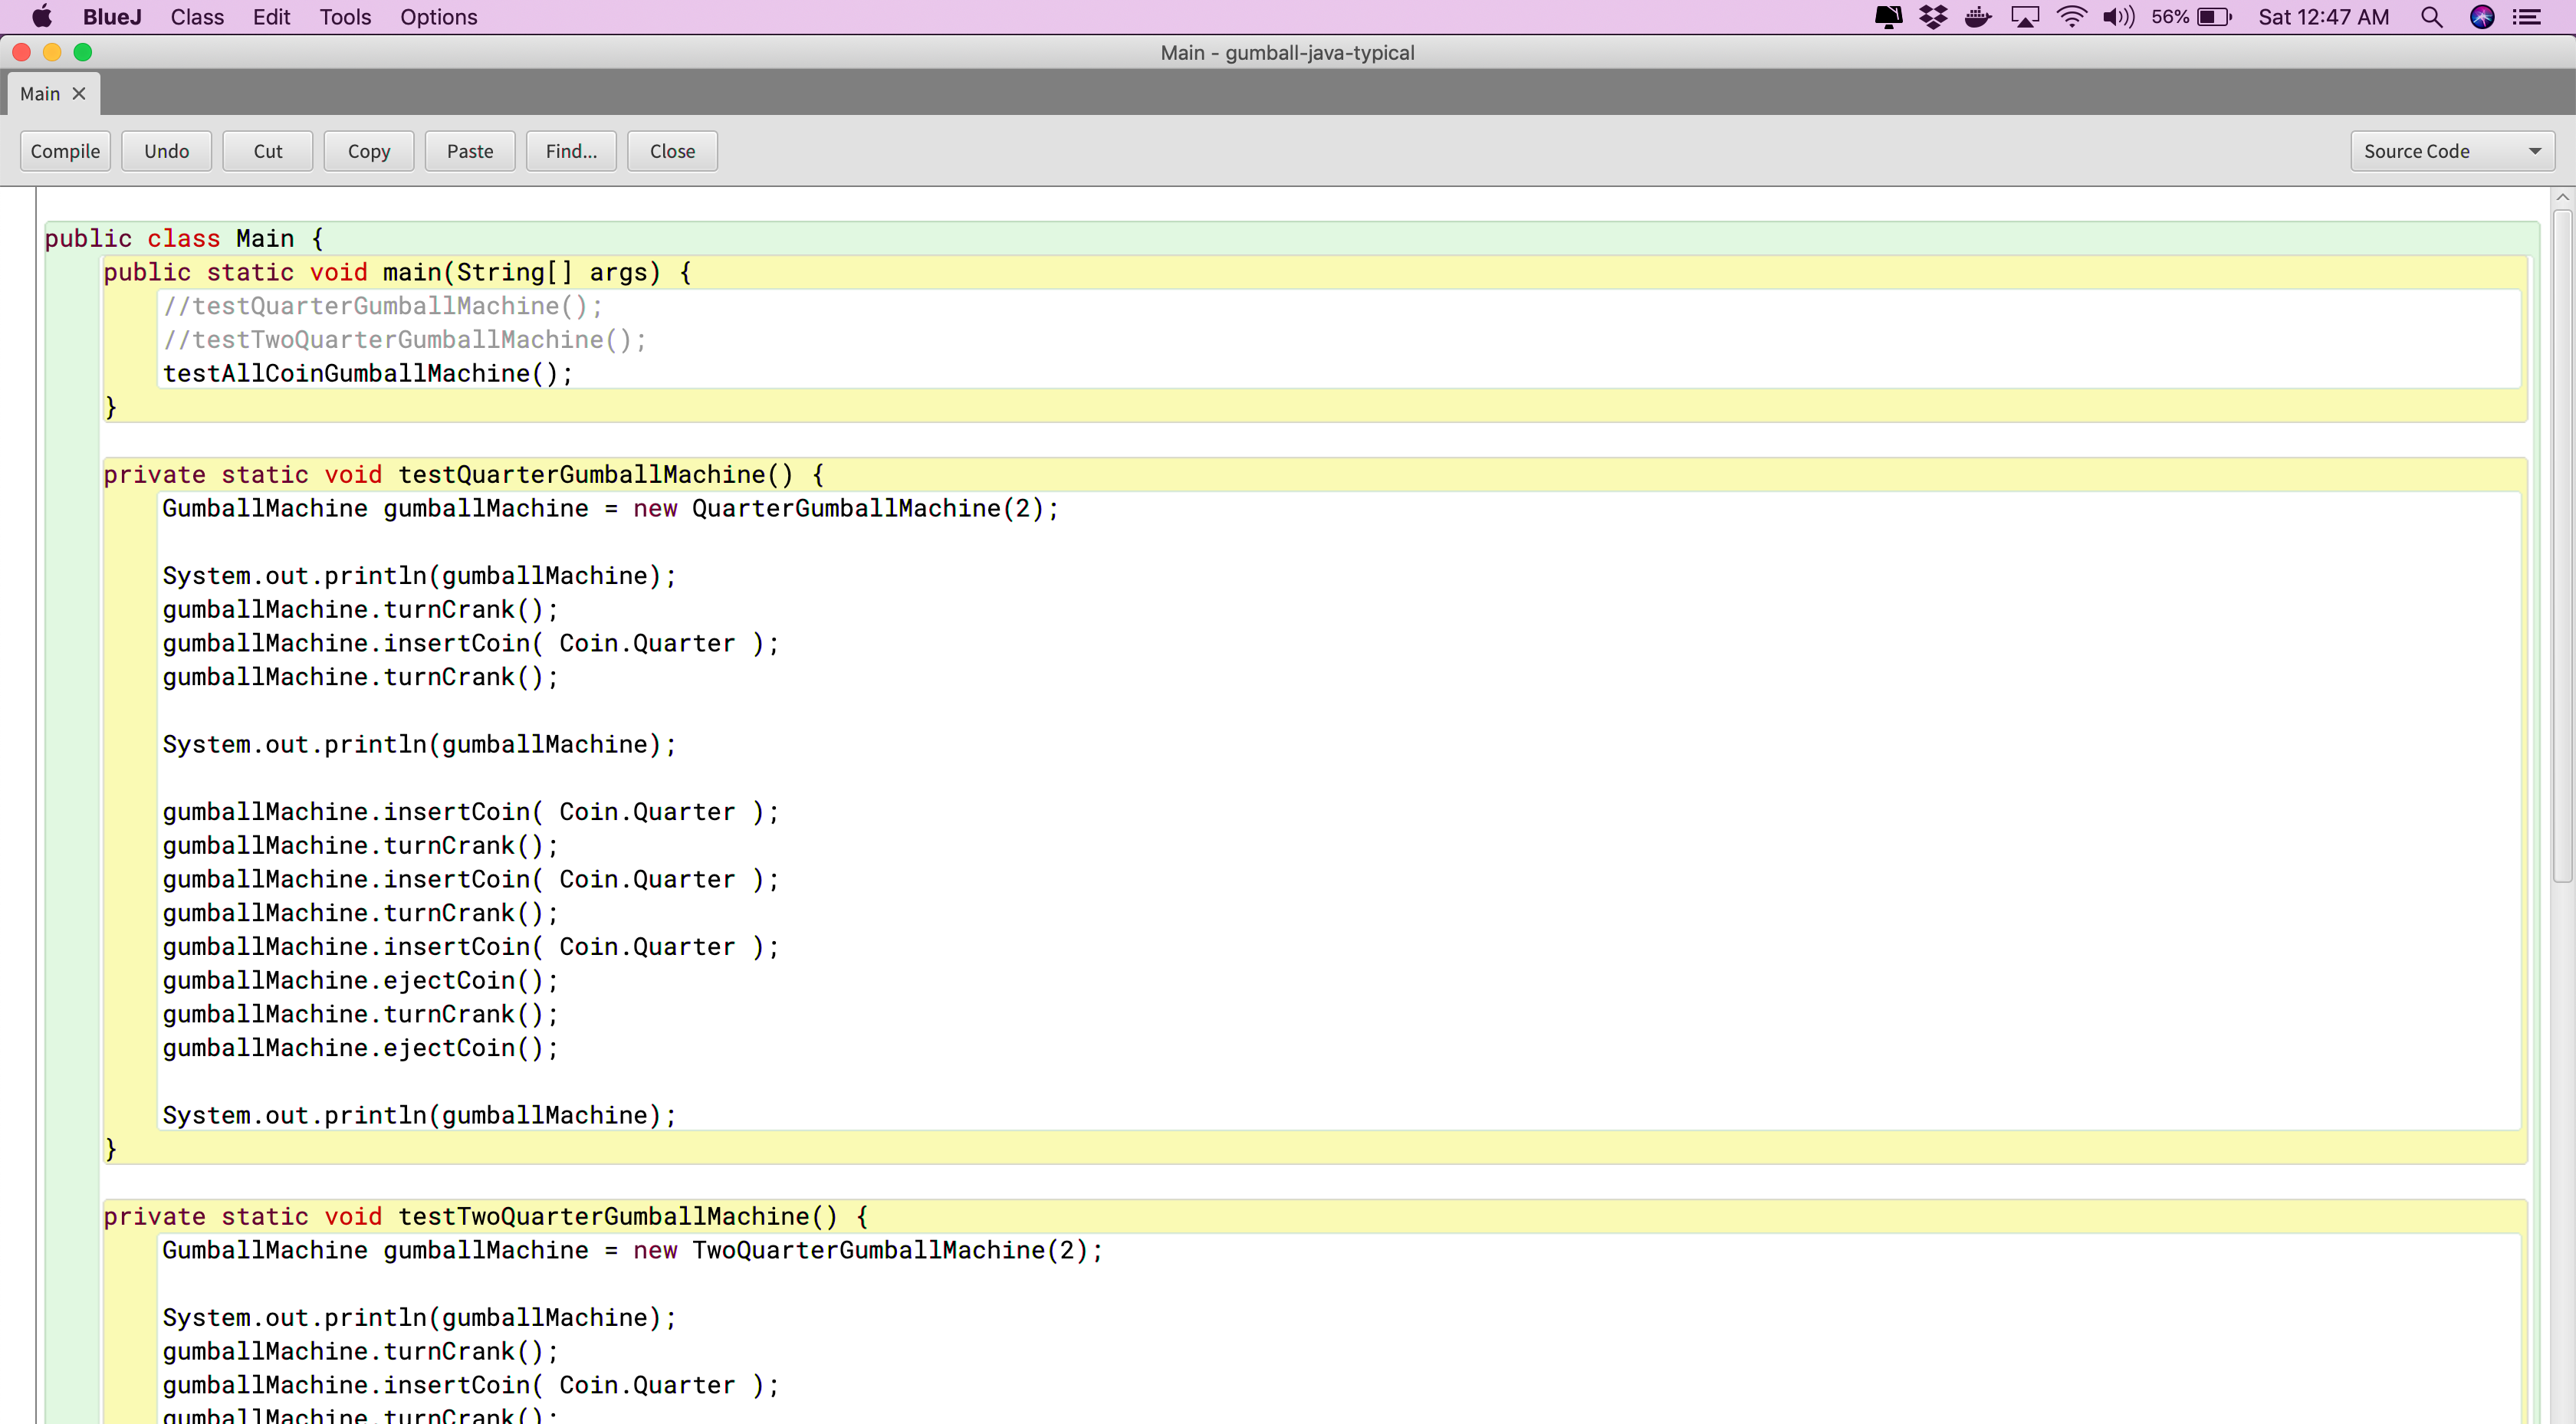 BlueJ Class Edit Tools Options 56% Sat 12:47 AM
Main - gumball-java-typical
Main
Compile Undo Cut Copy Paste Find... Close Source Code
public class Main {
public static void main(String[] args) {
//testQuarterGumballMachine();
//testTwoQuarterGumballMachine();
testAllCoinGumballMachine();
}
private static void testQuarterGumballMachine() {
GumballMachine gumballMachine = new QuarterGumballMachine(2);
System.out.println(gumballMachine);
gumballMachine.turnCrank();
gumballMachine.insertCoin( Coin.Quarter );
gumballMachine.turnCrank();
System.out.println(gumballMachine);
gumballMachine.insertCoin( Coin.Quarter );
gumballMachine.turnCrank();
gumballMachine.insertCoin( Coin.Quarter );
gumballMachine.turnCrank();
gumballMachine.insertCoin( Coin.Quarter );
gumballMachine.ejectCoin();
gumballMachine.turnCrank();
gumballMachine.ejectCoin();
System.out.println(gumballMachine);
}
private static void testTwoQuarterGumballMachine() {
GumballMachine gumballMachine = new TwoQuarterGumballMachine(2);
System.out.println(gumballMachine);
gumballMachine.turnCrank();
gumballMachine.insertCoin( Coin.Quarter );
gumballMachine.turnCrank();